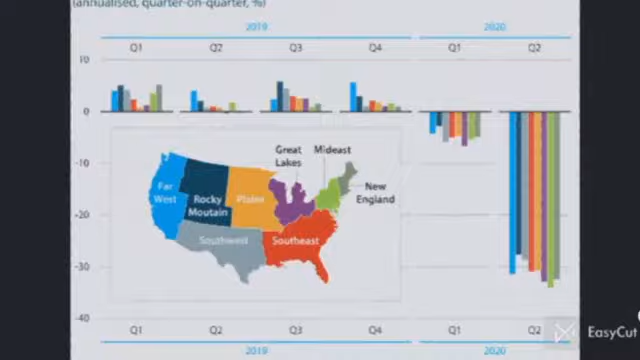 (annualised, quarter-on-quarter, %)
2019 2020
Q1 Q2 Q3 Q4 Q1 Q2
10
0
-10
-20
-30
-40
Great Lakes
Mideast
Far West
Rocky Moutain
Plains
New England
Southwest
Southeast
Q1 Q2 Q3 Q4 Q1 Q2
2019 2020
EasyCut